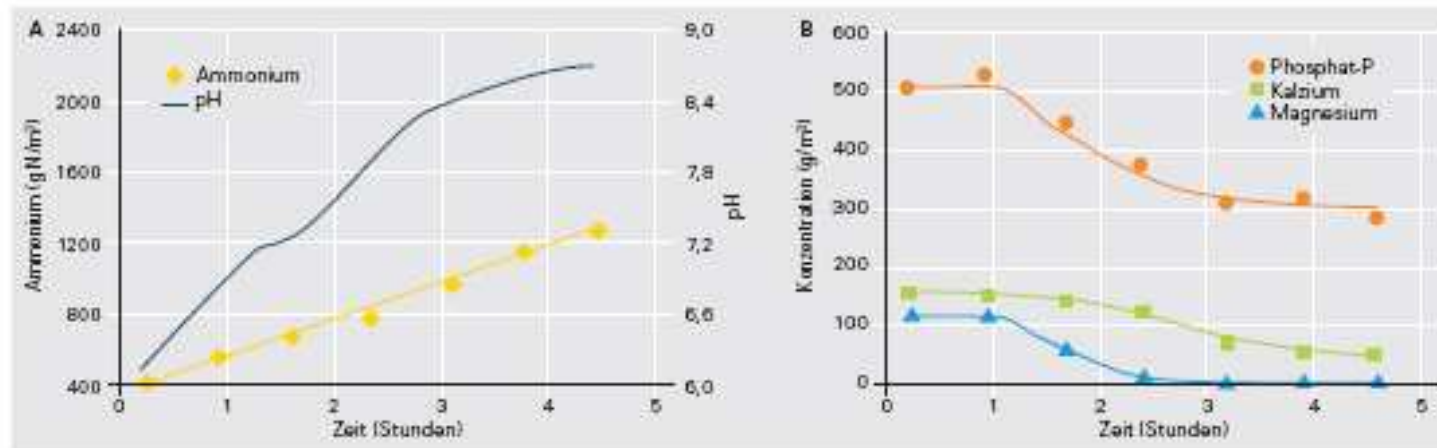 A
2400
2000
1600
1200
800
400
Ammonium (g N/m³)
Ammonium
pH
9,0
8,4
7,8
7,2
6,6
6,0
pH
0 1 2 3 4 5
Zeit (Stunden)
B
600
500
400
300
200
100
0
Konzentration (g/m³)
Phosphat-P
Kalzium
Magnesium
0 1 2 3 4 5
Zeit (Stunden)